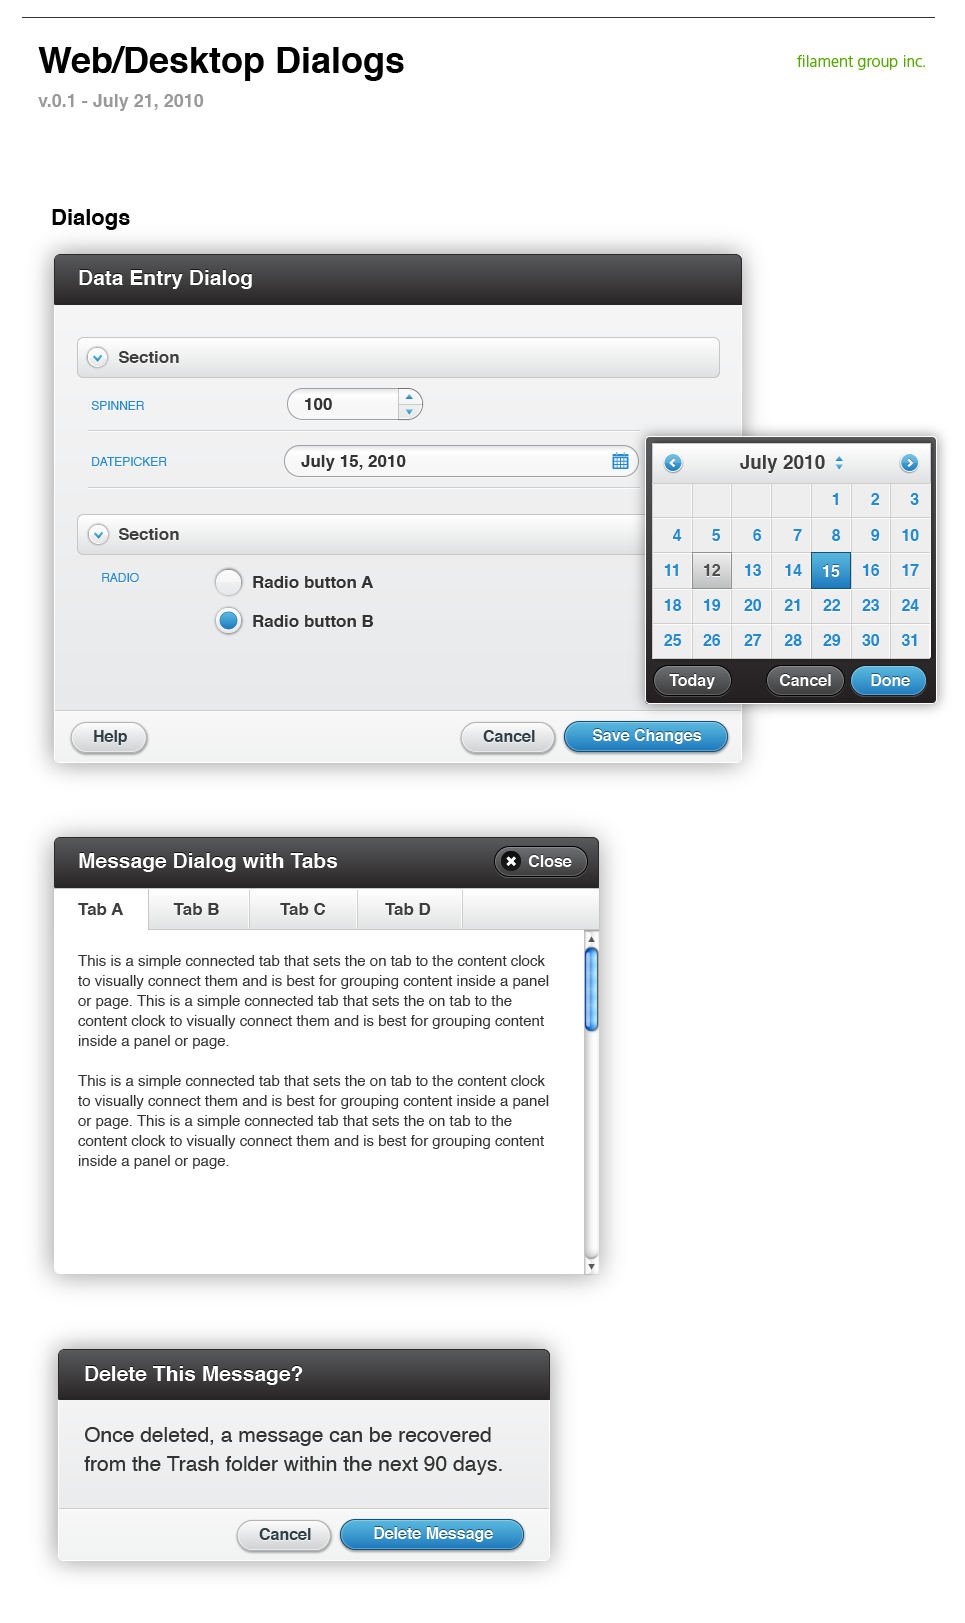 Web/Desktop Dialogs
filament group inc.
v.0.1 - July 21, 2010
Dialogs
Data Entry Dialog
Section
SPINNER
100
DATEPICKER
July 15, 2010
Section
RADIO
Radio button A
Radio button B
Help
Cancel
Save Changes
July 2010
1 2 3
4 5 6 7 8 9 10
11 12 13 14 15 16 17
18 19 20 21 22 23 24
25 26 27 28 29 30 31
Today
Cancel
Done
Message Dialog with Tabs
Close
Tab A
Tab B
Tab C
Tab D
This is a simple connected tab that sets the on tab to the content clock
to visually connect them and is best for grouping content inside a panel
or page. This is a simple connected tab that sets the on tab to the
content clock to visually connect them and is best for grouping content
inside a panel or page.
This is a simple connected tab that sets the on tab to the content clock
to visually connect them and is best for grouping content inside a panel
or page. This is a simple connected tab that sets the on tab to the
content clock to visually connect them and is best for grouping content
inside a panel or page.
Delete This Message?
Once deleted, a message can be recovered
from the Trash folder within the next 90 days.
Cancel
Delete Message